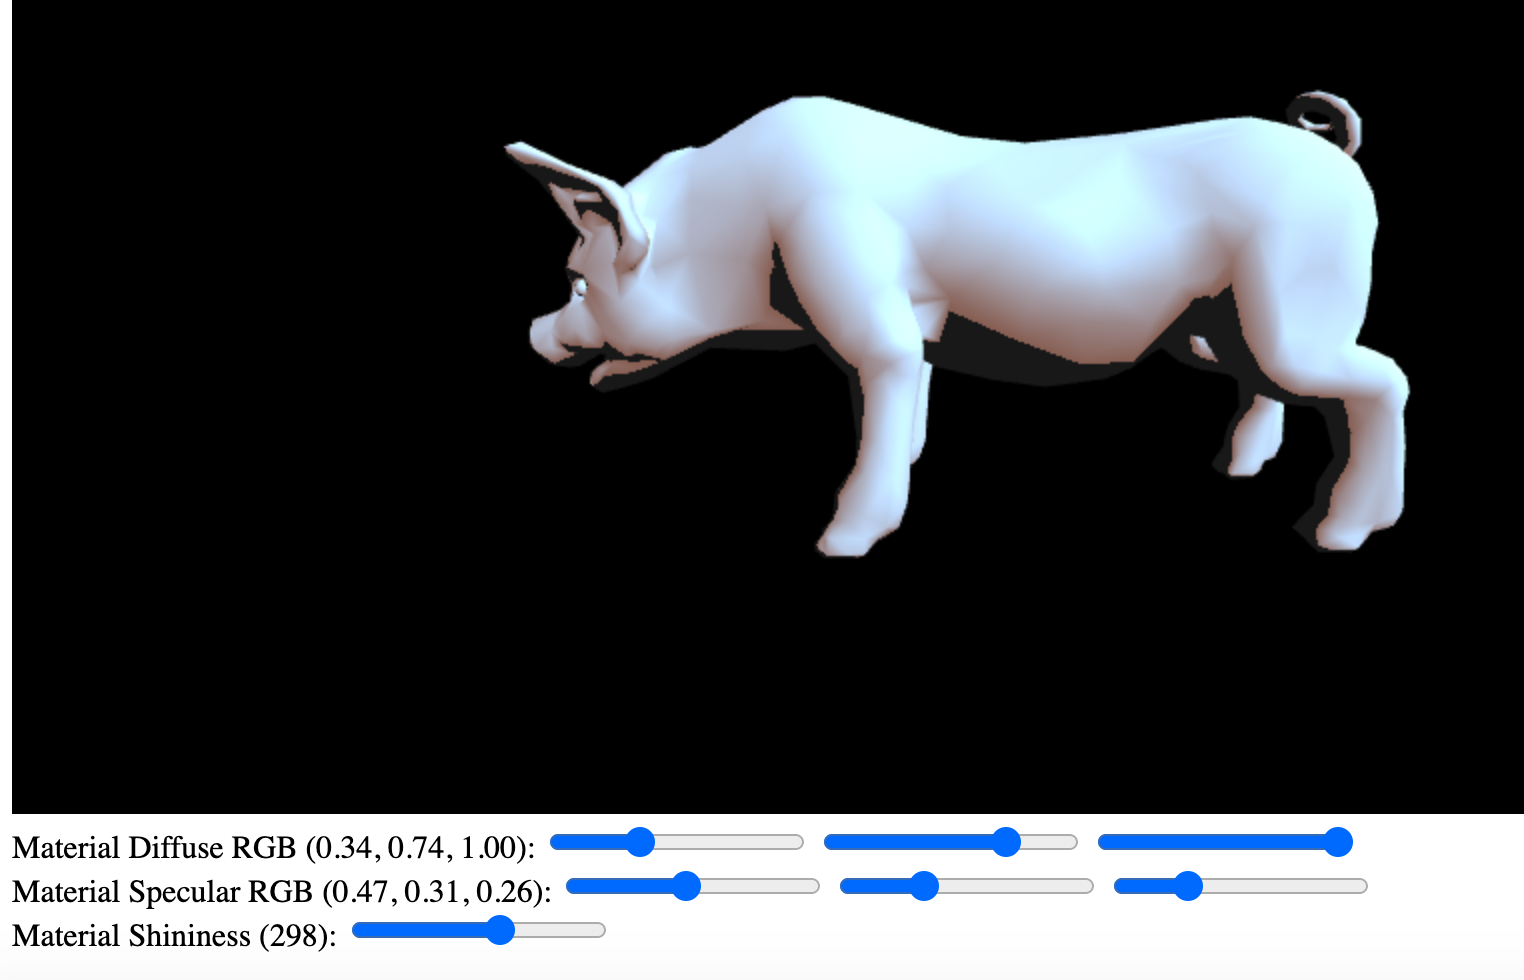 Material Diffuse RGB (0.34, 0.74, 1.00):
Material Specular RGB (0.47, 0.31, 0.26):
Material Shininess (298):